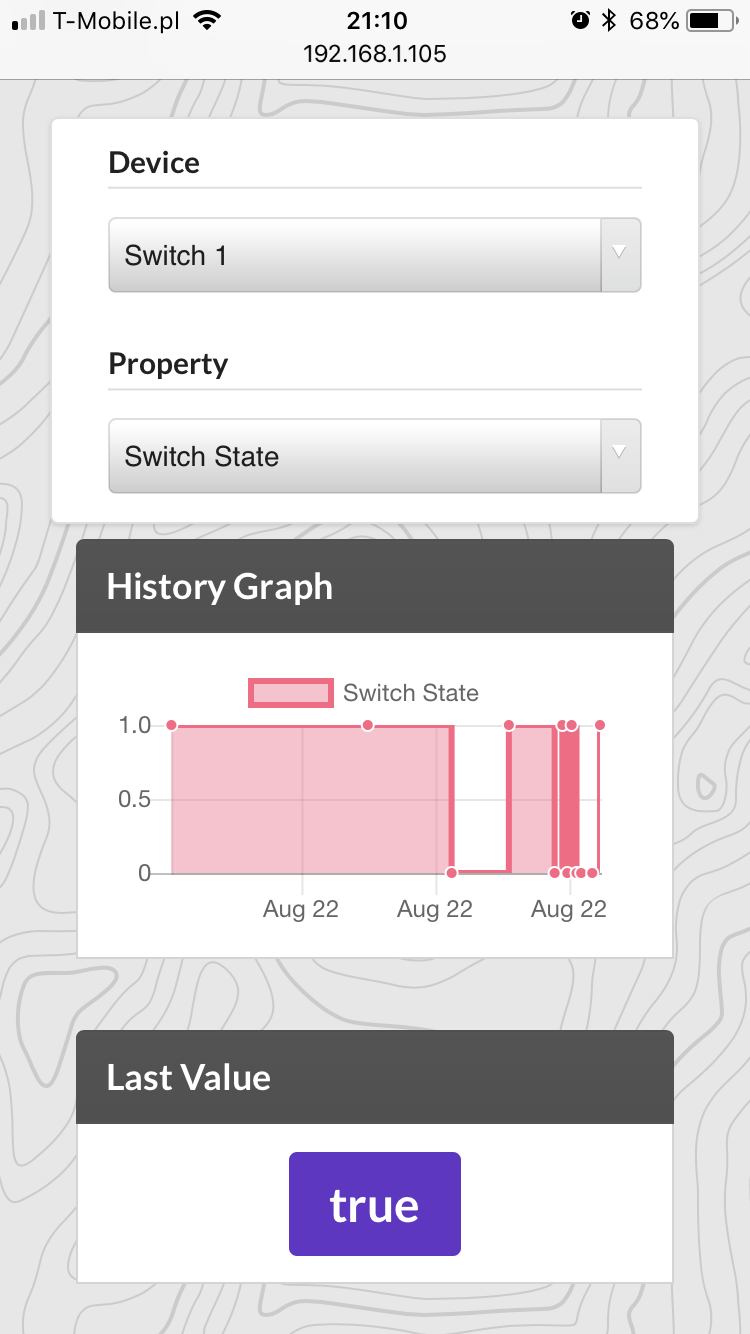 T-Mobile.pl 21:10 68%
192.168.1.105
Device
Switch 1
Property
Switch State
History Graph
Switch State
1.0
0.5
0
Aug 22 Aug 22 Aug 22
Last Value
true